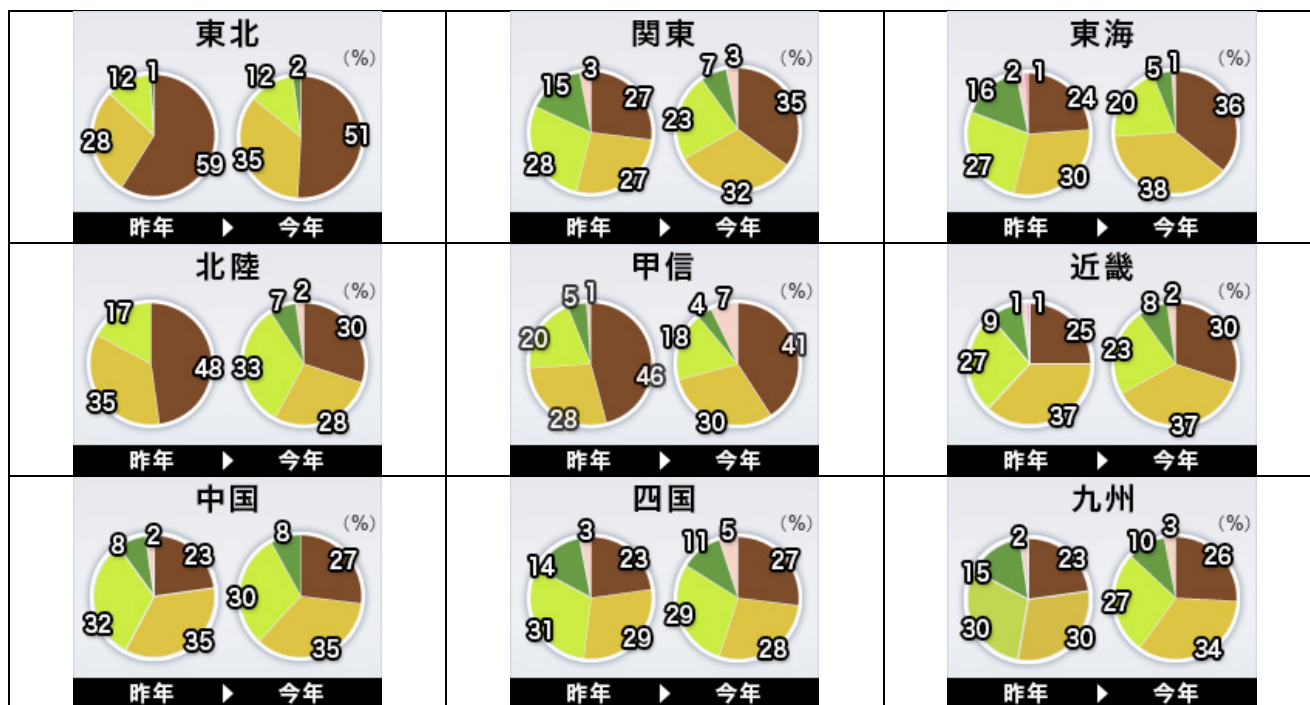 東北
(%)
12 1 28 59
12 2 35 51
昨年 ▶ 今年
関東
(%)
15 3 27 28 27
7 3 35 23 32
昨年 ▶ 今年
東海
(%)
16 2 1 24 27 30
5 1 20 36 38
昨年 ▶ 今年
北陸
(%)
17 48 35
7 2 30 33 28
昨年 ▶ 今年
甲信
(%)
5 1 20 46 28
4 7 18 41 30
昨年 ▶ 今年
近畿
(%)
9 1 1 25 27 37
8 2 30 23 37
昨年 ▶ 今年
中国
(%)
8 2 23 32 35
8 27 30 35
昨年 ▶ 今年
四国
(%)
14 3 23 31 29
11 5 27 29 28
昨年 ▶ 今年
九州
(%)
15 2 23 30 30
10 3 26 27 34
昨年 ▶ 今年